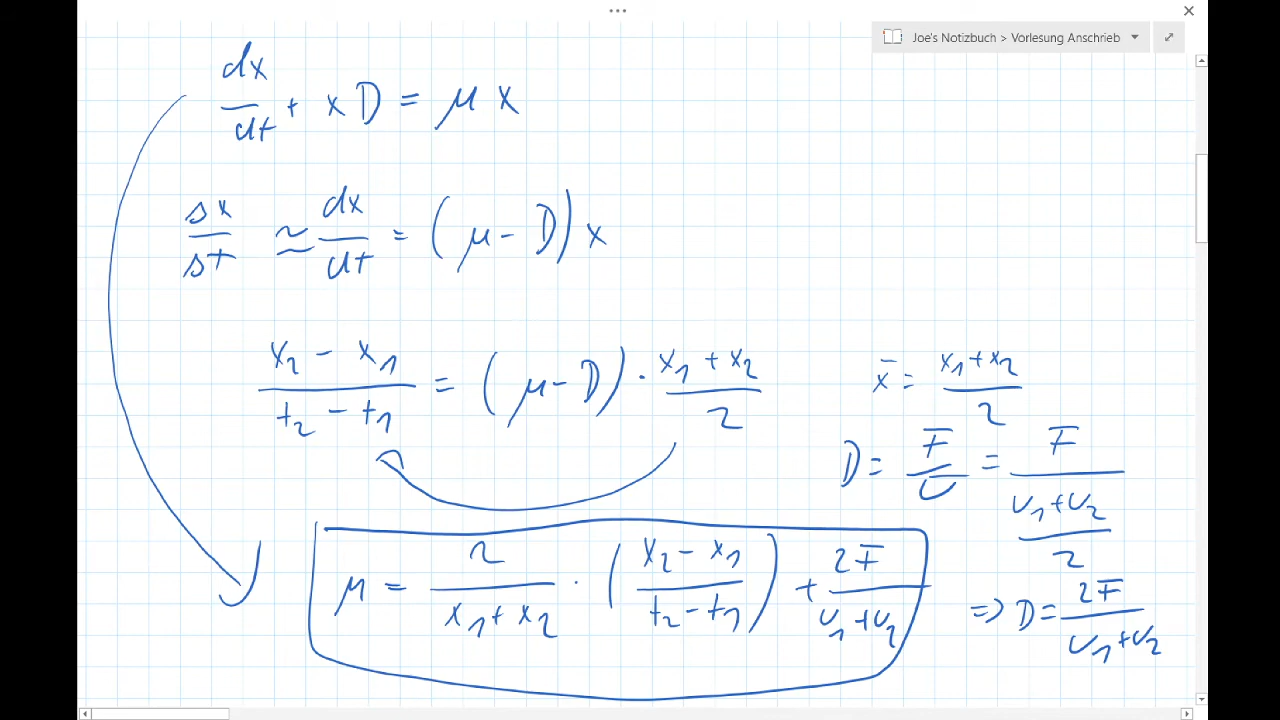 Joe's Notizbuch > Vorlesung Anschrieb
dx/dt + x D = μ x
Δx/Δt ≈ dx/dt = (μ - D) x
(x₂ - x₁)/(t₂ - t₁) = (μ - D) · (x₁ + x₂)/2
x̄ = (x₁ + x₂)/2
D = F̄/V̄ = F̄/((V₁ + V₂)/2)
μ = 2/(x₁ + x₂) · ((x₂ - x₁)/(t₂ - t₁)) + 2F̄/(V₁ + V₂)
=> D = 2F̄/(V₁ + V₂)